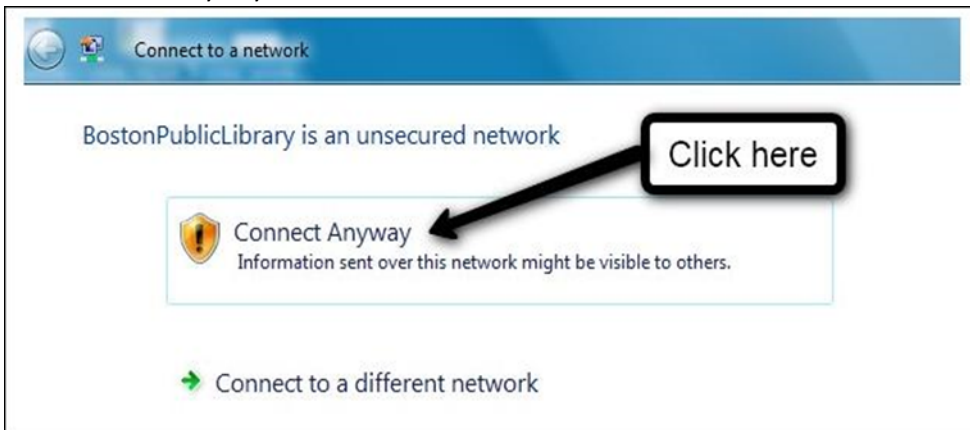 Connect to a network
BostonPublicLibrary is an unsecured network
Click here
Connect Anyway
Information sent over this network might be visible to others.
Connect to a different network